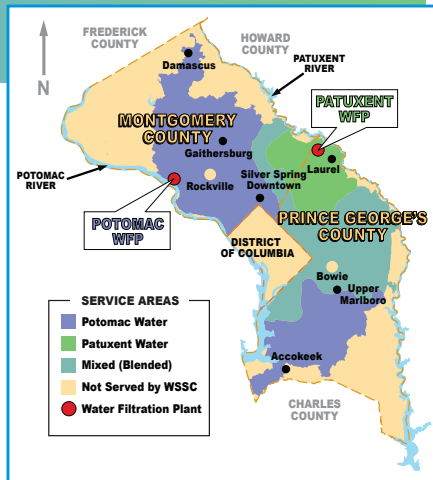 FREDERICK
COUNTY
HOWARD
COUNTY
PATUXENT
RIVER
N
Damascus
PATUXENT
WFP
MONTGOMERY
COUNTY
Gaithersburg
Laurel
POTOMAC
RIVER
Silver Spring
Downtown
Rockville
POTOMAC
WFP
PRINCE GEORGE'S
COUNTY
DISTRICT
OF COLUMBIA
Bowie
Upper
Marlboro
SERVICE AREAS
Potomac Water
Patuxent Water
Mixed (Blended)
Not Served by WSSC
Water Filtration Plant
Accokeek
CHARLES
COUNTY